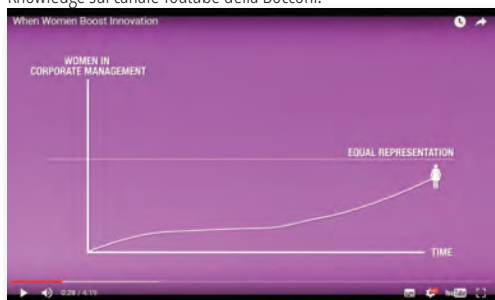 Knowledge sul canale Youtube della Bocconi.
When Women Boost Innovation
WOMEN IN
CORPORATE MANAGEMENT
EQUAL REPRESENTATION
TIME
0:28 / 4:19
YouTube